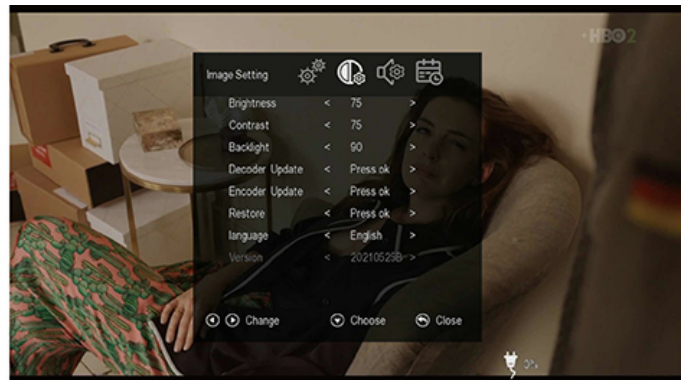 HBO2
Image Setting
Brightness < 75 >
Contrast < 75 >
Backlight < 90 >
Decoder Update < Press ok >
Encoder Update < Press ok >
Restore < Press ok >
language < English >
Version < 20210525B >
Change Choose Close